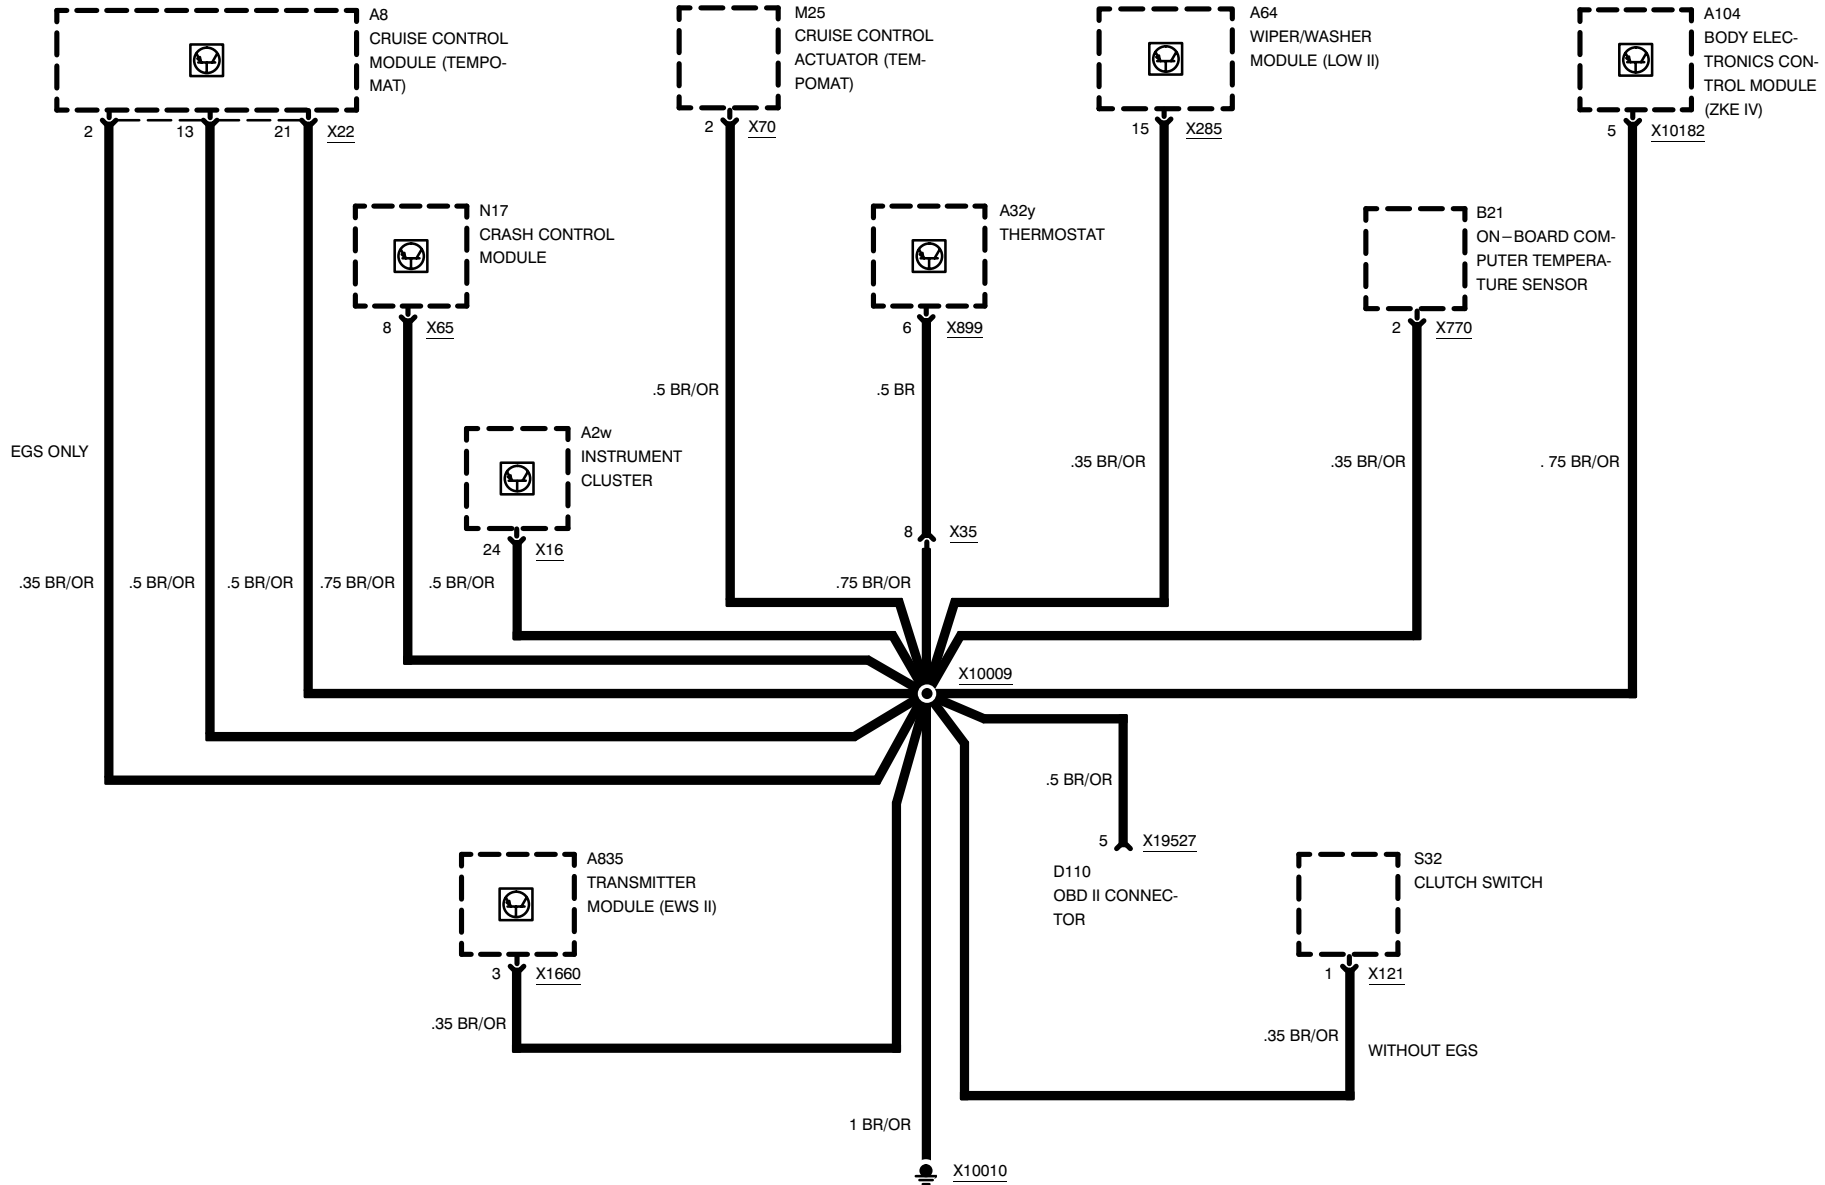 A8
CRUISE CONTROL
MODULE (TEMPO-
MAT)
2
13
21
X22
M25
CRUISE CONTROL
ACTUATOR (TEM-
POMAT)
2
X70
A64
WIPER/WASHER
MODULE (LOW II)
15
X285
A104
BODY ELEC-
TRONICS CON-
TROL MODULE
(ZKE IV)
5
X10182
N17
CRASH CONTROL
MODULE
8
X65
A32y
THERMOSTAT
6
X899
B21
ON–BOARD COM-
PUTER TEMPERA-
TURE SENSOR
2
X770
.5 BR/OR
.5 BR
EGS ONLY
A2w
INSTRUMENT
CLUSTER
24
X16
.35 BR/OR
.35 BR/OR
. 75 BR/OR
8
X35
.35 BR/OR
.5 BR/OR
.5 BR/OR
.75 BR/OR
.5 BR/OR
.75 BR/OR
X10009
.5 BR/OR
5
X19527
D110
OBD II CONNEC-
TOR
A835
TRANSMITTER
MODULE (EWS II)
3
X1660
.35 BR/OR
S32
CLUTCH SWITCH
1
X121
.35 BR/OR
WITHOUT EGS
1 BR/OR
X10010